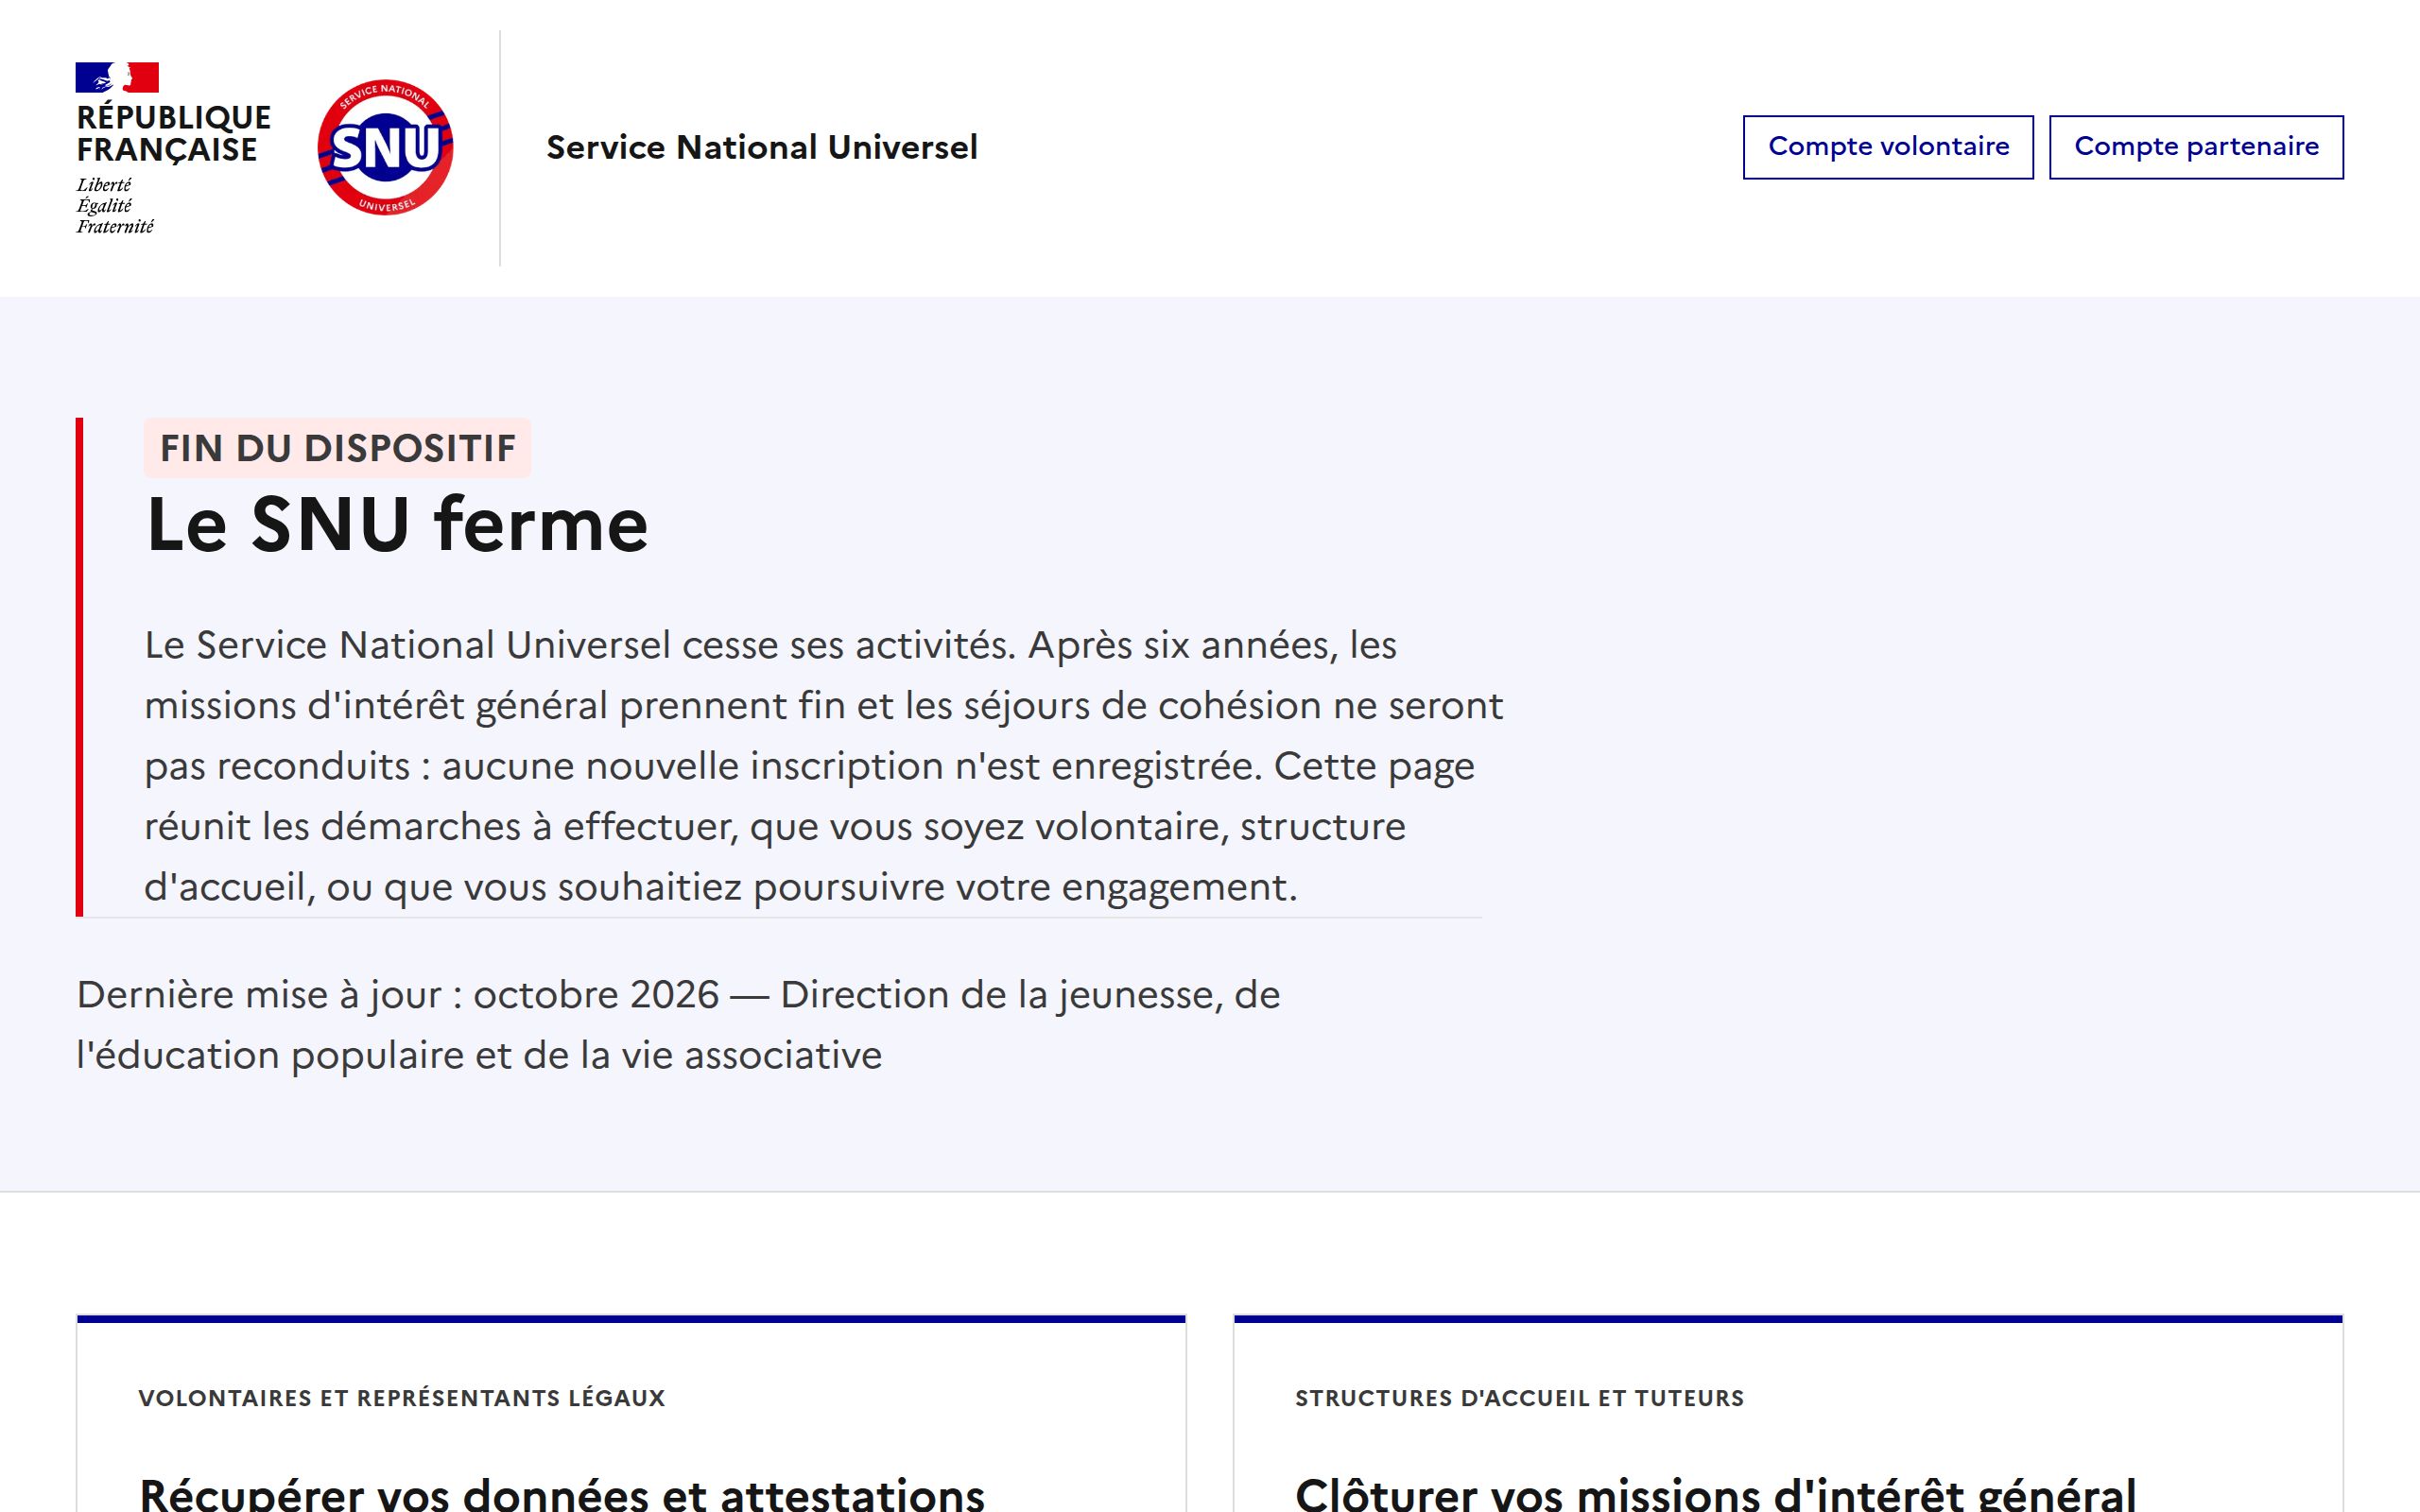 RÉPUBLIQUE
FRANÇAISE
Liberté
Égalité
Fraternité
SERVICE NATIONAL
SNU
UNIVERSEL
Service National Universel
Compte volontaire
Compte partenaire
FIN DU DISPOSITIF
Le SNU ferme
Le Service National Universel cesse ses activités. Après six années, les
missions d'intérêt général prennent fin et les séjours de cohésion ne seront
pas reconduits : aucune nouvelle inscription n'est enregistrée. Cette page
réunit les démarches à effectuer, que vous soyez volontaire, structure
d'accueil, ou que vous souhaitiez poursuivre votre engagement.
Dernière mise à jour : octobre 2026 — Direction de la jeunesse, de
l'éducation populaire et de la vie associative
VOLONTAIRES ET REPRÉSENTANTS LÉGAUX
Récupérer vos données et attestations
STRUCTURES D'ACCUEIL ET TUTEURS
Clôturer vos missions d'intérêt général